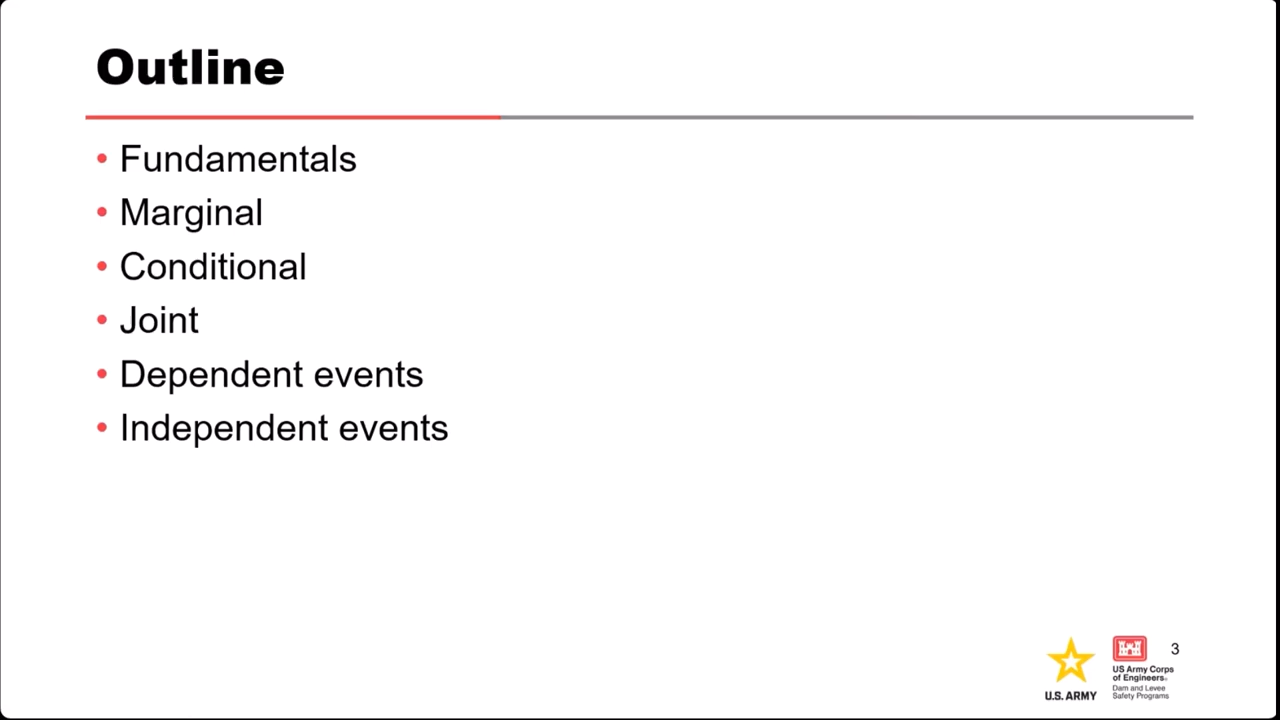 Outline
• Fundamentals
• Marginal
• Conditional
• Joint
• Dependent events
• Independent events
U.S. ARMY
US Army Corps
of Engineers®
Dam and Levee
Safety Programs
3